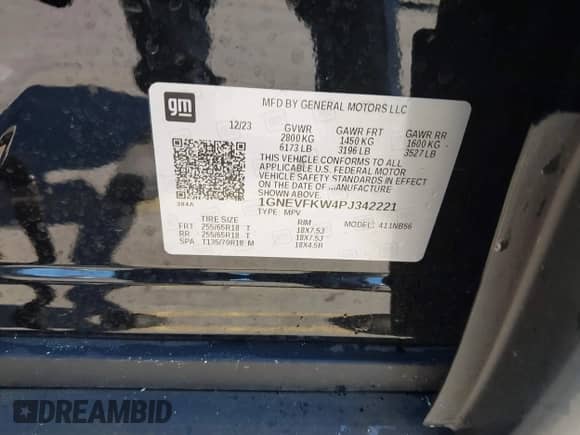 gm
MFD BY GENERAL MOTORS LLC
12/23 GVWR GAWR FRT GAWR RR
2800 KG 1450 KG 1600 KG
6173 LB 3196 LB 3527 LB
THIS VEHICLE CONFORMS TO ALL
APPLICABLE U.S. FEDERAL MOTOR
VEHICLE SAFETY STANDARDS IN EFFECT
ON THE DATE OF MANUFACTURE
SHOWN ABOVE.
1GNEVFKW4PJ342221
TYPE: MPV MODEL: 411NB56
TIRE SIZE RIM
FRT 255/65R18 T 18X7.5J
RR 255/65R18 T 18X7.5J
SPA T135/70R18 M 18X4.5H
DREAMBID